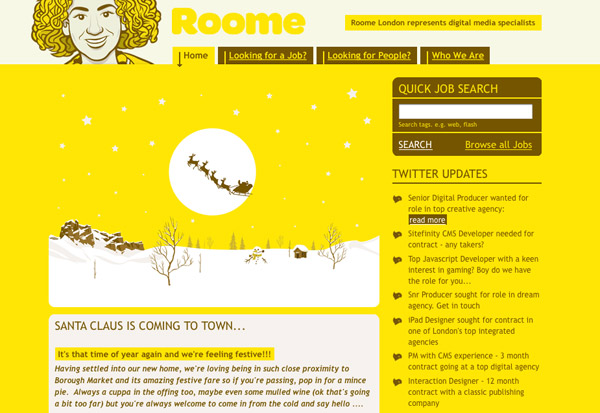 Roome
Roome London represents digital media specialists
Home
Looking for a Job?
Looking for People?
Who We Are
QUICK JOB SEARCH
Search tags. e.g. web, flash
SEARCH
Browse all Jobs
TWITTER UPDATES
Senior Digital Producer wanted for
role in top creative agency:
read more
Sitefinity CMS Developer needed for
contract - any takers?
Top Javascript Developer with a keen
interest in gaming? Boy do we have
the role for you...
Snr Producer sought for role in dream
agency. Get in touch
iPad Designer sought for contract in
one of London's top integrated
agencies
PM with CMS experience - 3 month
contract going at a top digital agency
Interaction Designer - 12 month
contract with a classic publishing
company
SANTA CLAUS IS COMING TO TOWN...
It's that time of year again and we're feeling festive!!!
Having settled into our new home, we're loving being in such close proximity to
Borough Market and its amazing festive fare so if you're passing, pop in for a mince
pie. Always a cuppa in the offing too, maybe even some mulled wine (ok that's going
a bit too far) but you're always welcome to come in from the cold and say hello ....